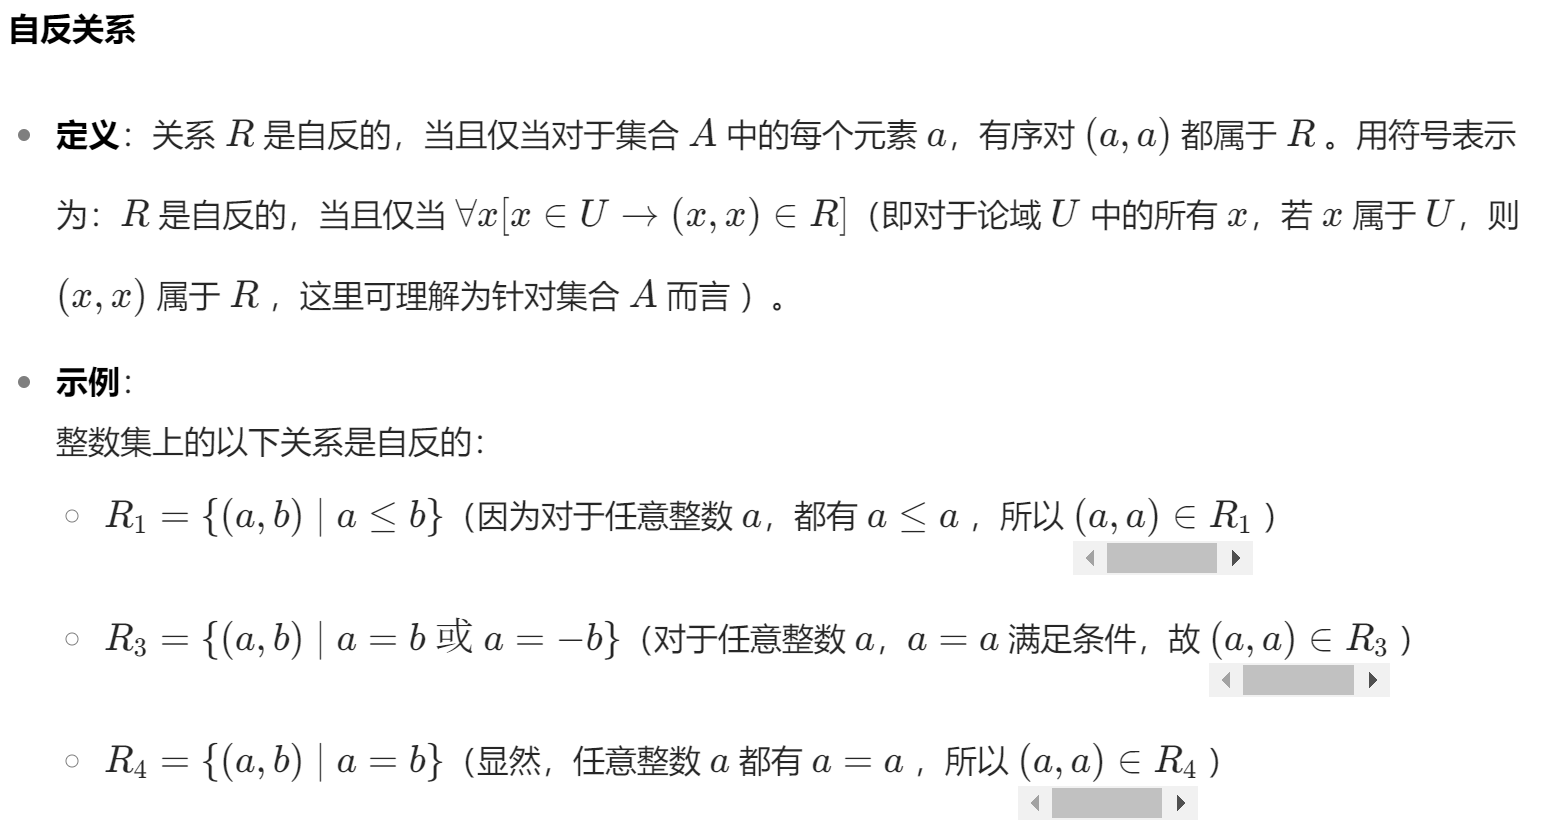 自反关系
定义：关系 R 是自反的，当且仅当对于集合 A 中的每个元素 a，有序对 (a, a) 都属于 R 。用符号表示
为：R 是自反的，当且仅当 ∀x[x ∈ U → (x, x) ∈ R]（即对于论域 U 中的所有 x，若 x 属于 U，则
(x, x) 属于 R ，这里可理解为针对集合 A 而言 ）。
示例：
整数集上的以下关系是自反的：
R₁ = {(a, b) | a ≤ b}（因为对于任意整数 a，都有 a ≤ a ，所以 (a, a) ∈ R₁ ）
R₃ = {(a, b) | a = b 或 a = −b}（对于任意整数 a，a = a 满足条件，故 (a, a) ∈ R₃ ）
R₄ = {(a, b) | a = b}（显然，任意整数 a 都有 a = a ，所以 (a, a) ∈ R₄ ）